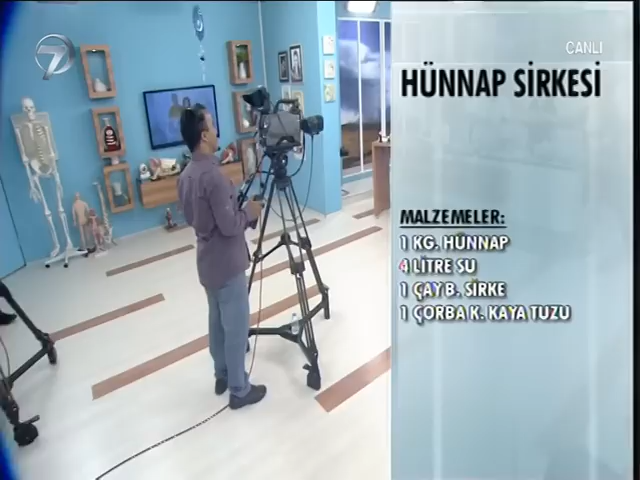 7
CANLI
HÜNNAP SİRKESİ
MALZEMELER:
1 KG. HÜNNAP
4 LİTRE SU
1 ÇAY B. SİRKE
1 ÇORBA K. KAYA TUZU